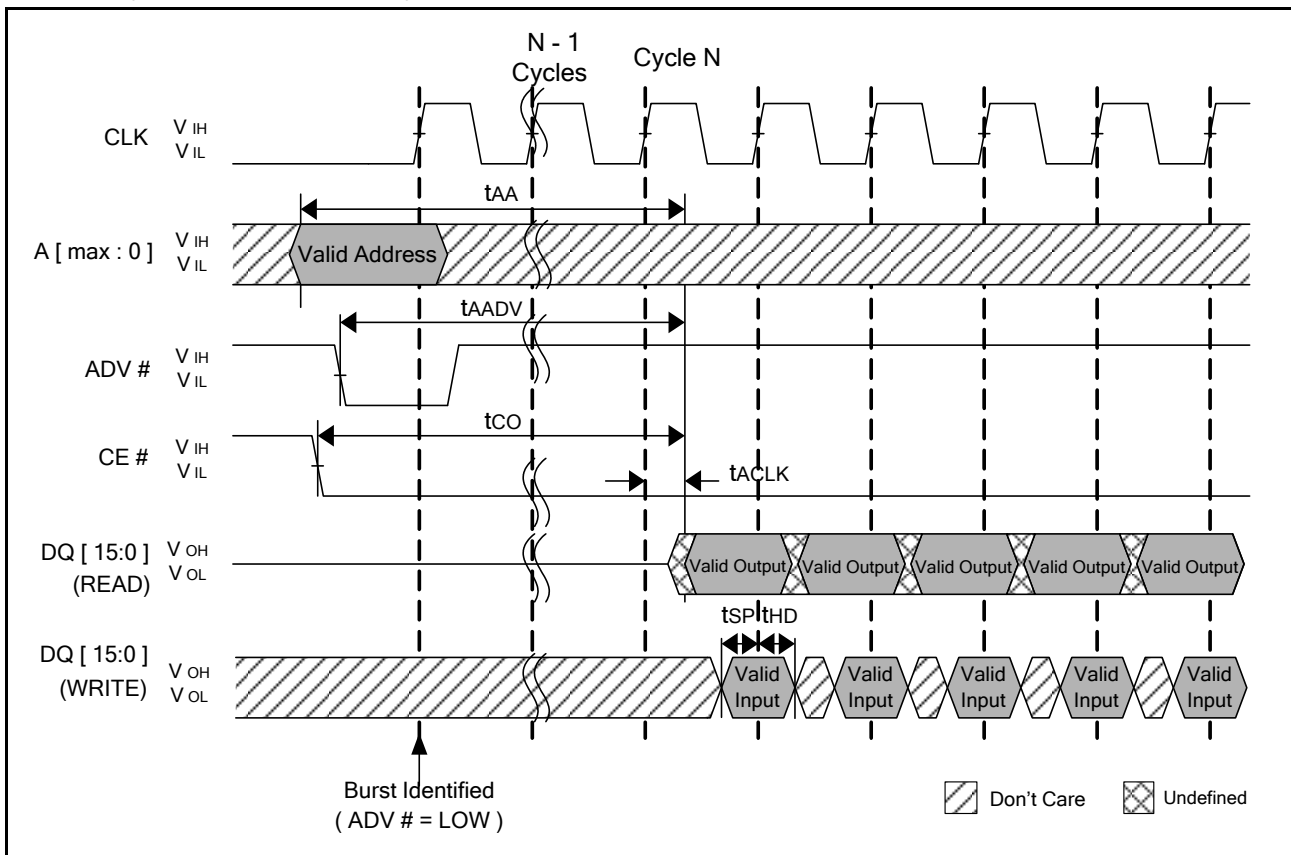 N - 1
Cycles
Cycle N
CLK
V IH
V IL
tAA
A [ max : 0 ]
V IH
V IL
Valid Address
tAADV
ADV #
V IH
V IL
tCO
CE #
V IH
V IL
tACLK
DQ [ 15:0 ]
(READ)
V OH
V OL
Valid Output
Valid Output
Valid Output
Valid Output
Valid Output
tSP
tHD
DQ [ 15:0 ]
(WRITE)
V OH
V OL
Valid
Input
Valid
Input
Valid
Input
Valid
Input
Valid
Input
Burst Identified
( ADV # = LOW )
Don't Care
Undefined